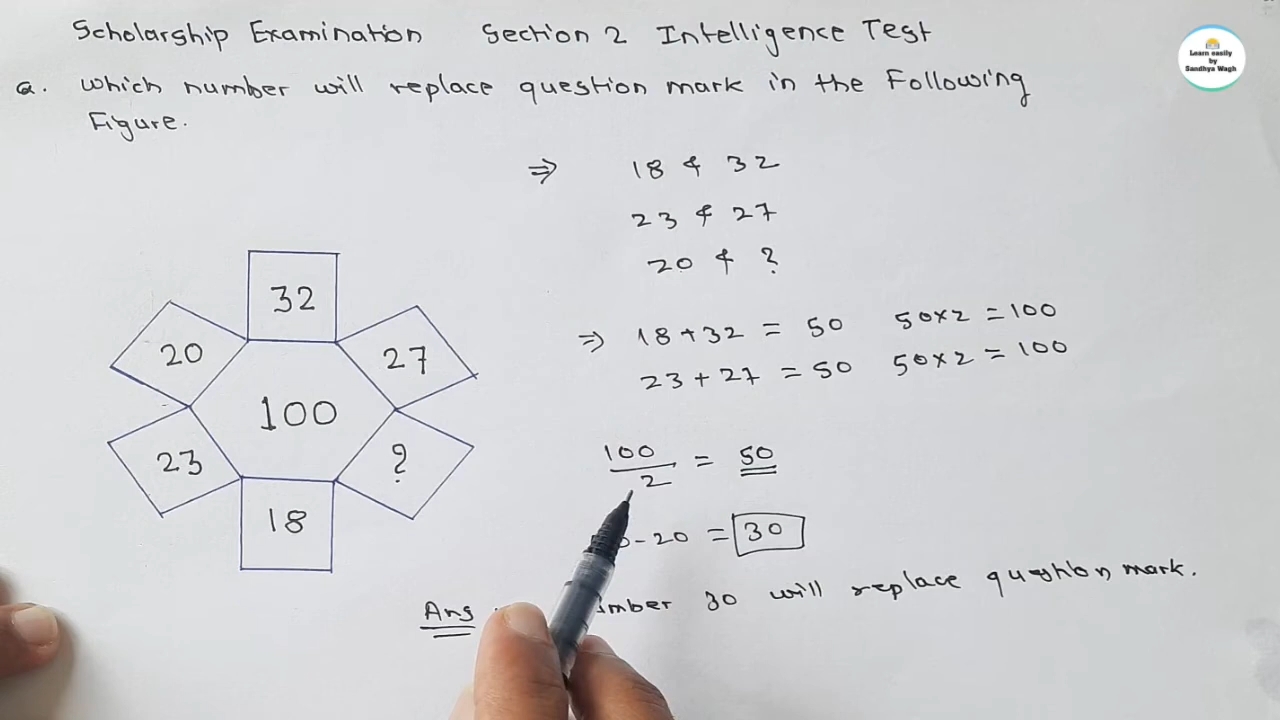 Scholarship Examination Section 2 Intelligence Test
Q. Which number will replace question mark in the Following
Figure.
Learn easily
by
Sandhya Wagh
⇒ 18 & 32
23 & 27
20 & ?
32
20
27
100
23
?
18
⇒ 18 + 32 = 50 50×2 = 100
23 + 27 = 50 50×2 = 100
100/2 = 50
- 20 = 30
Ans 30 will replace question mark.